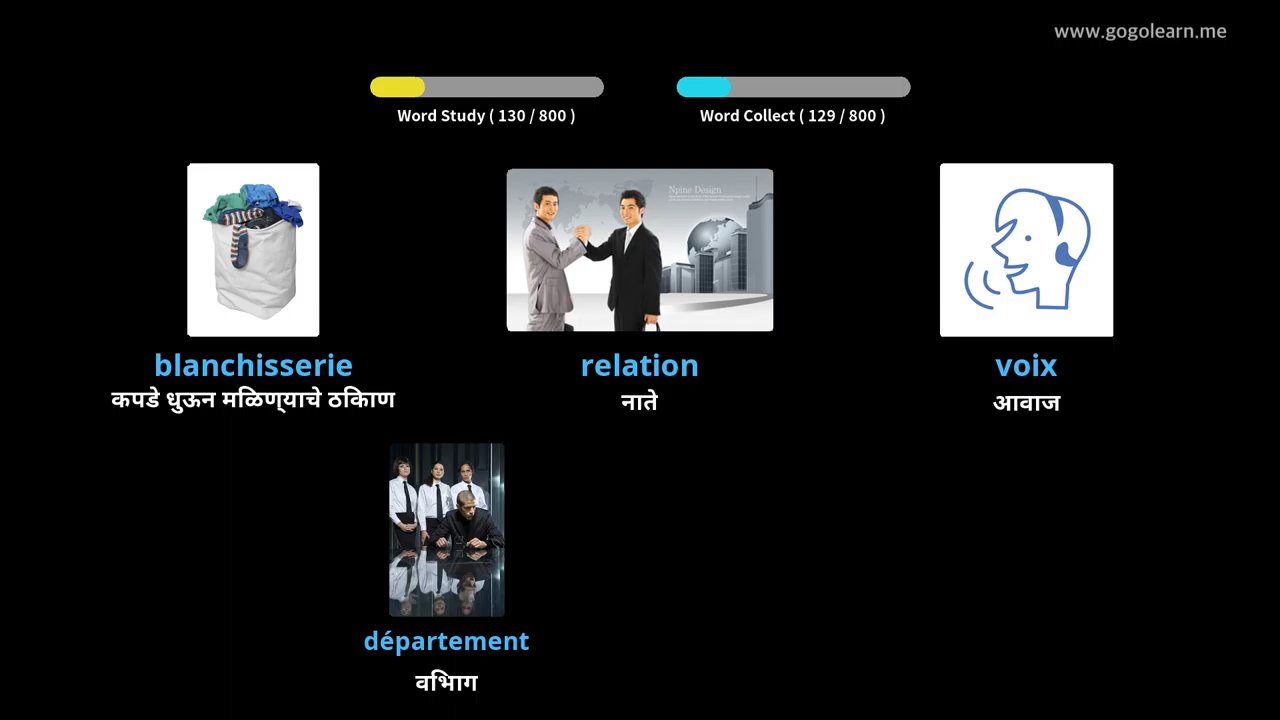 www.gogolearn.me
Word Study ( 130 / 800 )
Word Collect ( 129 / 800 )
Npine Design
blanchisserie
relation
voix
कपडे धुऊन मळिण्याचे ठकिाण
नाते
आवाज
département
वभिाग